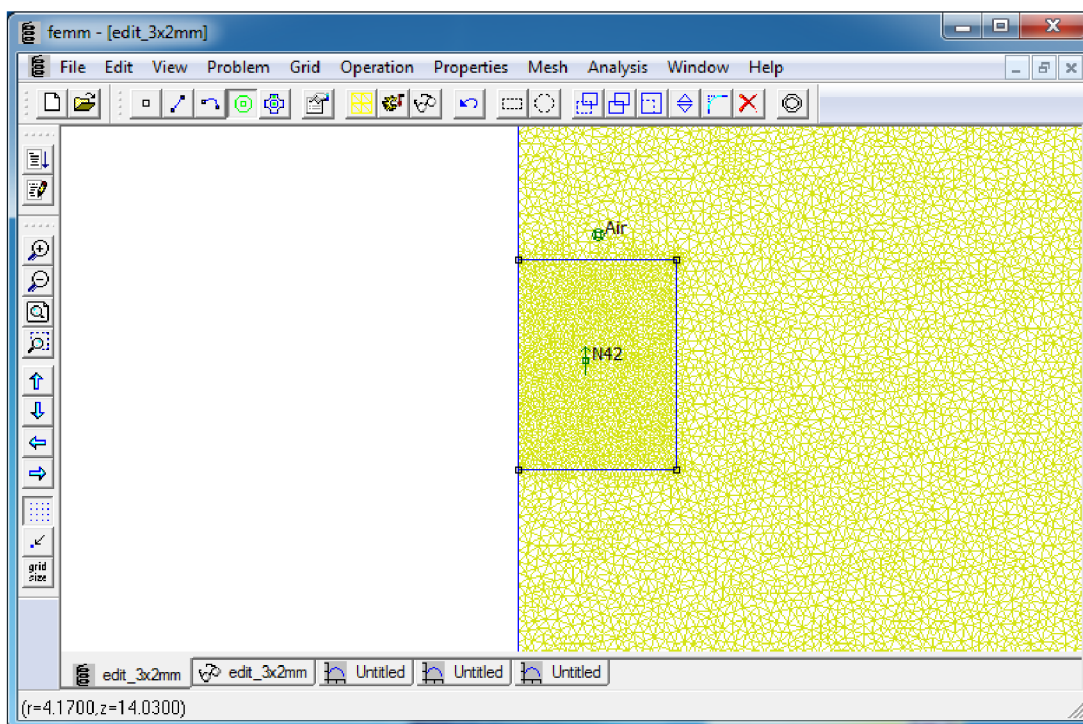 femm - [edit_3x2mm]
File Edit View Problem Grid Operation Properties Mesh Analysis Window Help
Air
N42
grid
size
edit_3x2mm edit_3x2mm Untitled Untitled Untitled
(r=4.1700,z=14.0300)